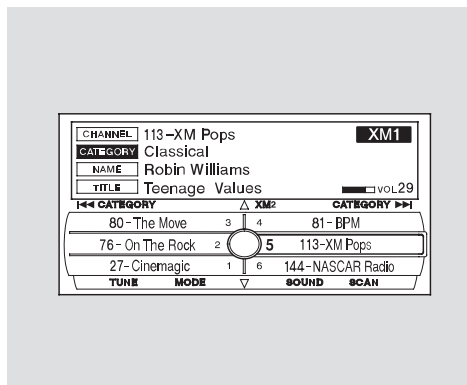 CHANNEL 113-XM Pops XM1
CATEGORY Classical
NAME Robin Williams
TITLE Teenage Values VOL29
CATEGORY XM2 CATEGORY
80-The Move 3 4 81-BPM
76-On The Rock 2 5 113-XM Pops
27-Cinemagic 1 6 144-NASCAR Radio
TUNE MODE SOUND SCAN